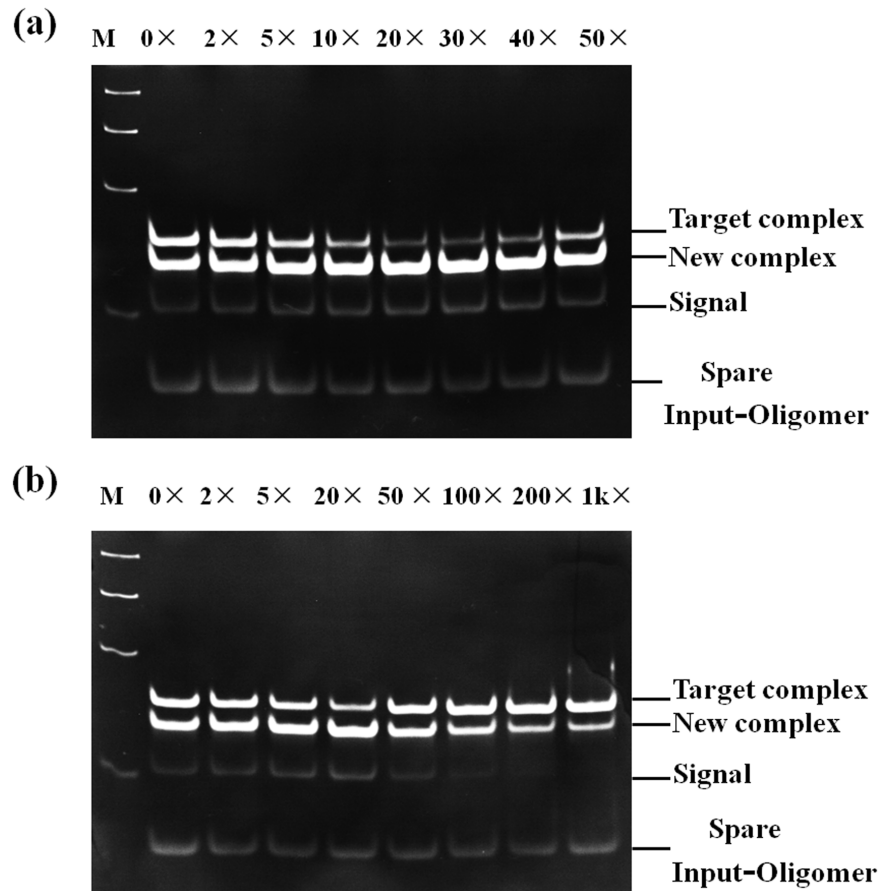 (a)
M 0× 2× 5× 10× 20× 30× 40× 50×
Target complex
New complex
Signal
Spare
Input-Oligomer
(b)
M 0× 2× 5× 20× 50× 100× 200× 1k×
Target complex
New complex
Signal
Spare
Input-Oligomer